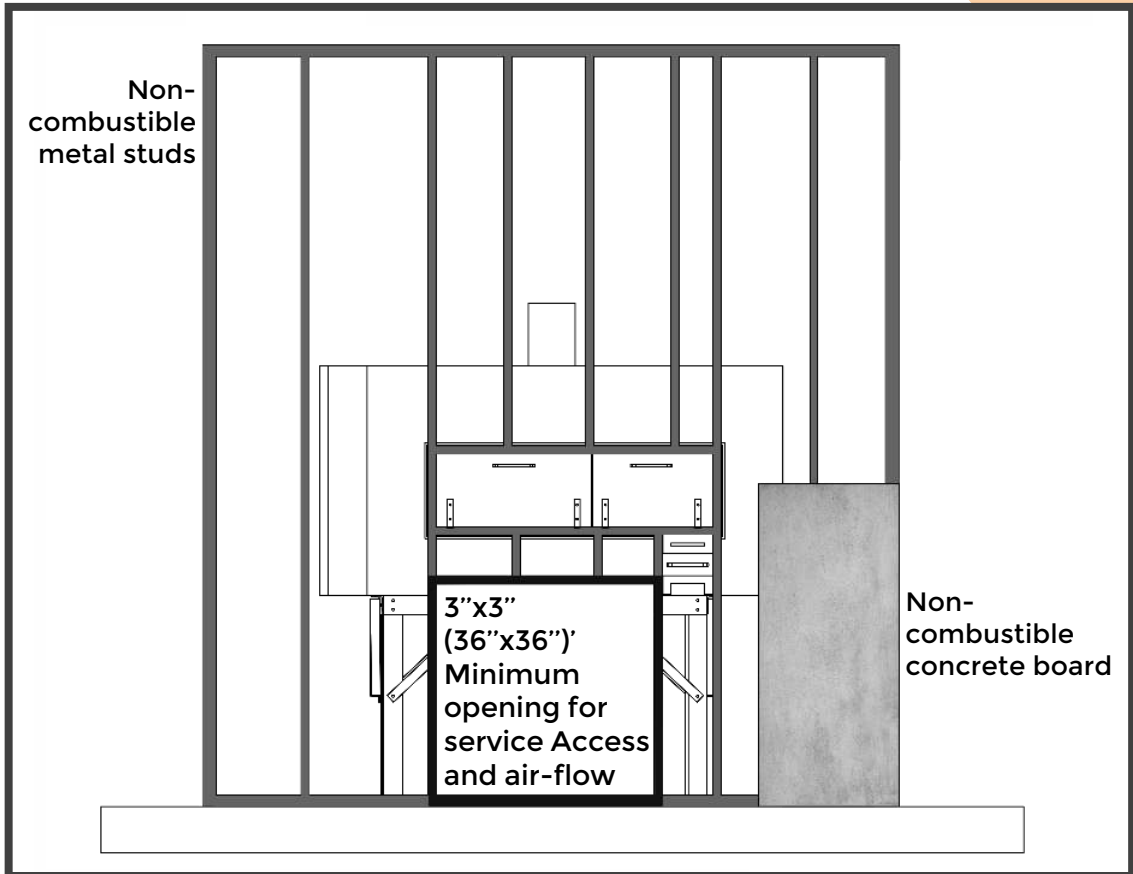 Non-
combustible
metal studs
3’’x3’’
(36’’x36’’)’
Minimum
opening for
service Access
and air-flow
Non-
combustible
concrete board